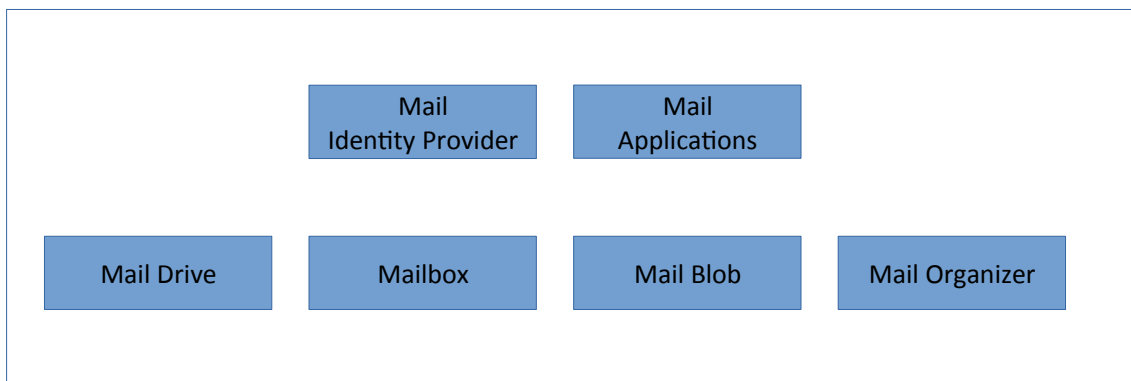 Mail
Identity Provider
Mail
Applications
Mail Drive
Mailbox
Mail Blob
Mail Organizer